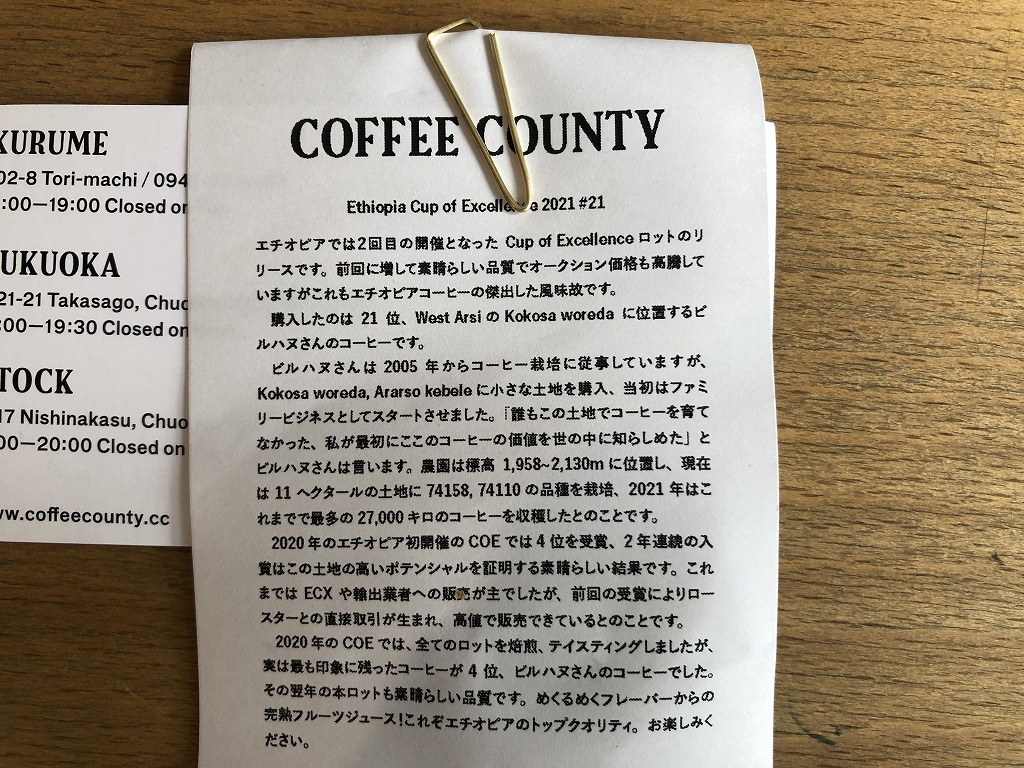 KURUME
02-8 Tori-machi / 094
:00—19:00 Closed on
UKUOKA
21-21 Takasago, Chuo
:00—19:30 Closed on
TOCK
17 Nishinakasu, Chuo
00—20:00 Closed on
ww.coffeecounty.cc
COFFEE COUNTY
Ethiopia Cup of Excellence 2021 #21
エチオピアでは2回目の開催となった Cup of Excellence ロットのリ
リースです。前回に増して素晴らしい品質でオークション価格も高騰して
いますがこれもエチオピアコーヒーの傑出した風味故です。
購入したのは 21 位、West Arsi の Kokosa woreda に位置するビ
ルハヌさんのコーヒーです。
ビルハヌさんは 2005 年からコーヒー栽培に従事していますが、
Kokosa woreda, Ararso kebele に小さな土地を購入、当初はファミ
リービジネスとしてスタートさせました。「誰もこの土地でコーヒーを育て
なかった、私が最初にここのコーヒーの価値を世の中に知らしめた」と
ビルハヌさんは言います。農園は標高 1,958~2,130m に位置し、現在
は 11 ヘクタールの土地に 74158, 74110 の品種を栽培、2021 年はこ
れまでで最多の 27,000 キロのコーヒーを収穫したとのことです。
2020 年のエチオピア初開催の COE では 4 位を受賞、2 年連続の入
賞はこの土地の高いポテンシャルを証明する素晴らしい結果です。これ
までは ECX や輸出業者への販売が主でしたが、前回の受賞によりロー
スターとの直接取引が生まれ、高値で販売できているとのことです。
2020 年の COE では、全てのロットを焙煎、テイスティングしましたが、
実は最も印象に残ったコーヒーが 4 位、ビルハヌさんのコーヒーでした。
その翌年の本ロットも素晴らしい品質です。めくるめくフレーバーからの
完熟フルーツジュース!これぞエチオピアのトップクオリティ。お楽しみく
ださい。